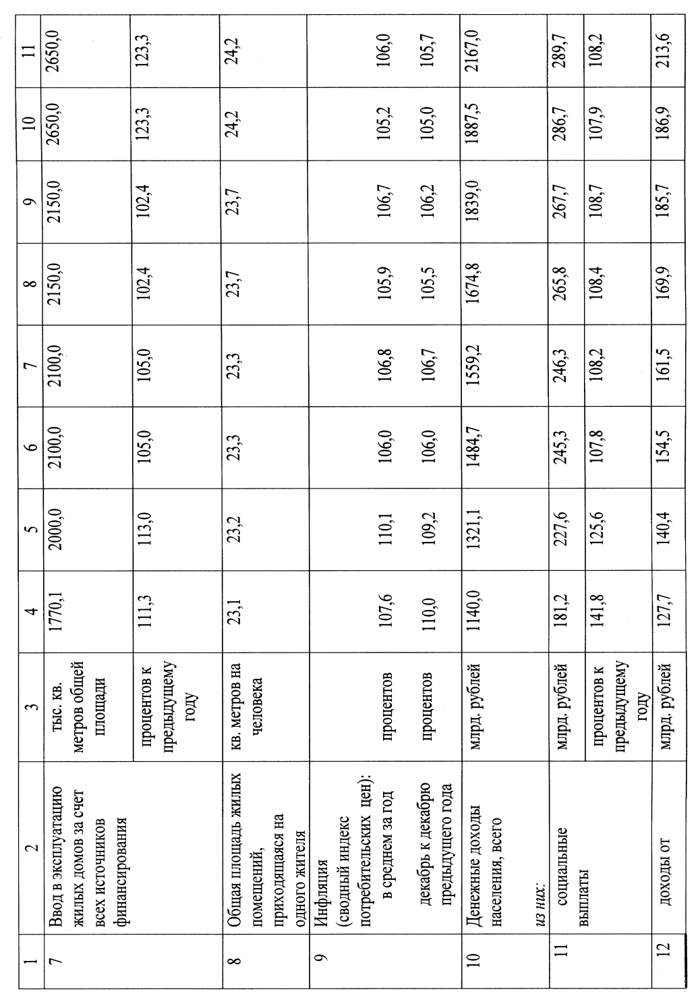 1 2 3 4 5 6 7 8 9 10 11
7 Ввод в эксплуатацию тыс. кв. 1770,1 2000,0 2100,0 2100,0 2150,0 2150,0 2650,0 2650,0
жилых домов за счет метров общей
всех источников площади
финансирования
процентов к 111,3 113,0 105,0 105,0 102,4 102,4 123,3 123,3
предыдущему
году
8 Общая площадь жилых кв. метров на 23,1 23,2 23,3 23,3 23,7 23,7 24,2 24,2
помещений, человека
приходящаяся на
одного жителя
9 Инфляция
(сводный индекс
потребительских цен):
в среднем за год процентов 107,6 110,1 106,0 106,8 105,9 106,7 105,2 106,0
декабрь к декабрю процентов 110,0 109,2 106,0 106,7 105,5 106,2 105,0 105,7
предыдущего года
10 Денежные доходы млрд. рублей 1140,0 1321,1 1484,7 1559,2 1674,8 1839,0 1887,5 2167,0
населения, всего
из них:
11 социальные млрд. рублей 181,2 227,6 245,3 246,3 265,8 267,7 286,7 289,7
выплаты
процентов к 141,8 125,6 107,8 108,2 108,4 108,7 107,9 108,2
предыдущему
году
12 доходы от млрд. рублей 127,7 140,4 154,5 161,5 169,9 185,7 186,9 213,6